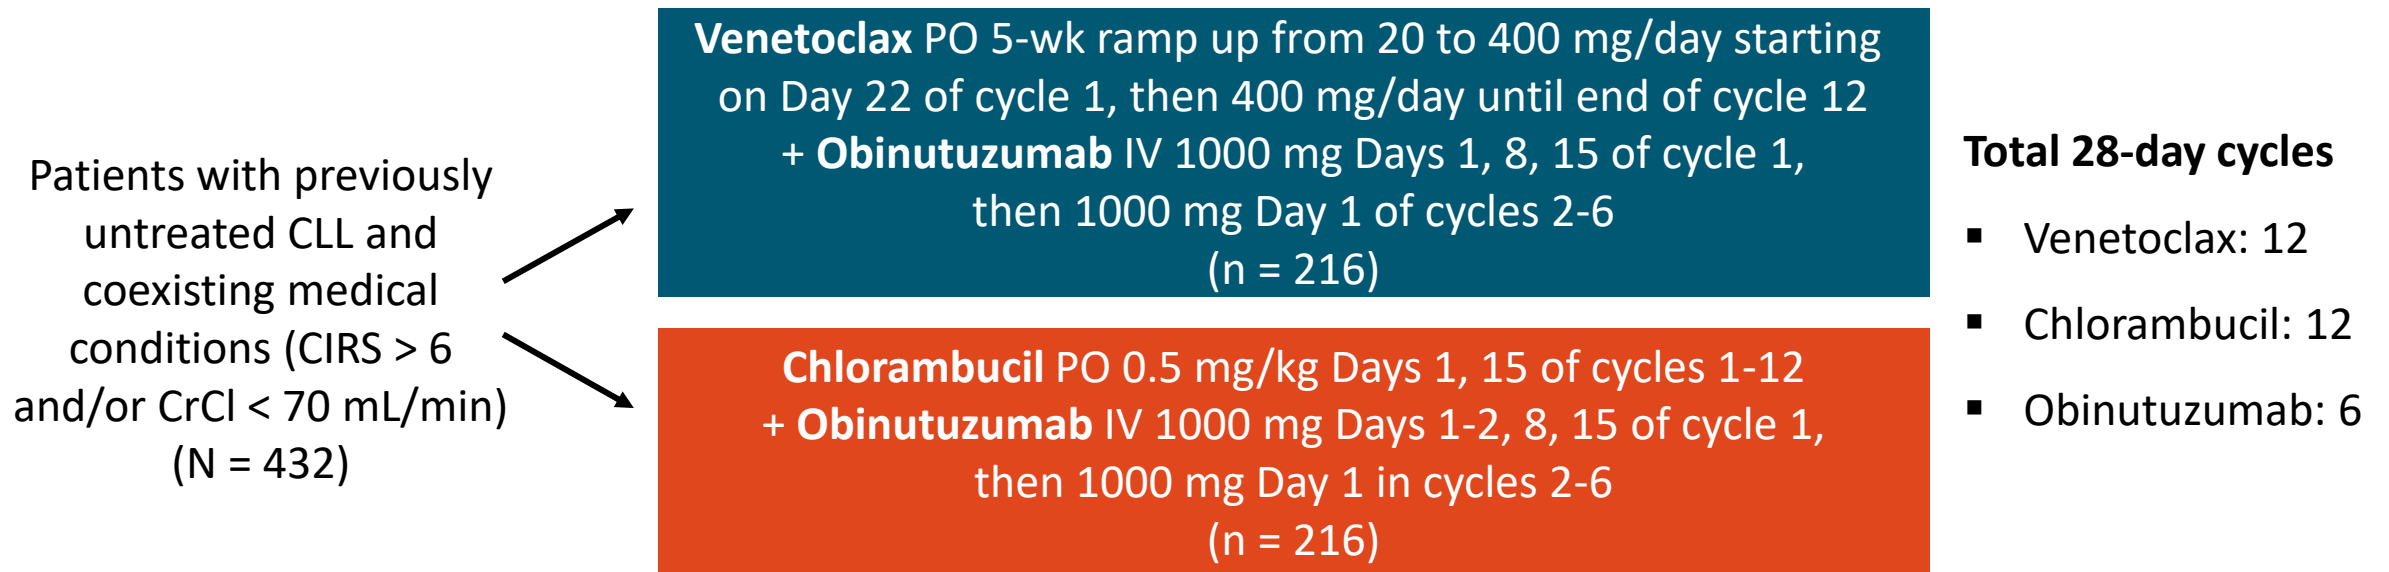 Patients with previously
untreated CLL and
coexisting medical
conditions (CIRS > 6
and/or CrCl < 70 mL/min)
(N = 432)
Venetoclax PO 5-wk ramp up from 20 to 400 mg/day starting
on Day 22 of cycle 1, then 400 mg/day until end of cycle 12
+ Obinutuzumab IV 1000 mg Days 1, 8, 15 of cycle 1,
then 1000 mg Day 1 of cycles 2-6
(n = 216)
Chlorambucil PO 0.5 mg/kg Days 1, 15 of cycles 1-12
+ Obinutuzumab IV 1000 mg Days 1-2, 8, 15 of cycle 1,
then 1000 mg Day 1 in cycles 2-6
(n = 216)
Total 28-day cycles
▪ Venetoclax: 12
▪ Chlorambucil: 12
▪ Obinutuzumab: 6